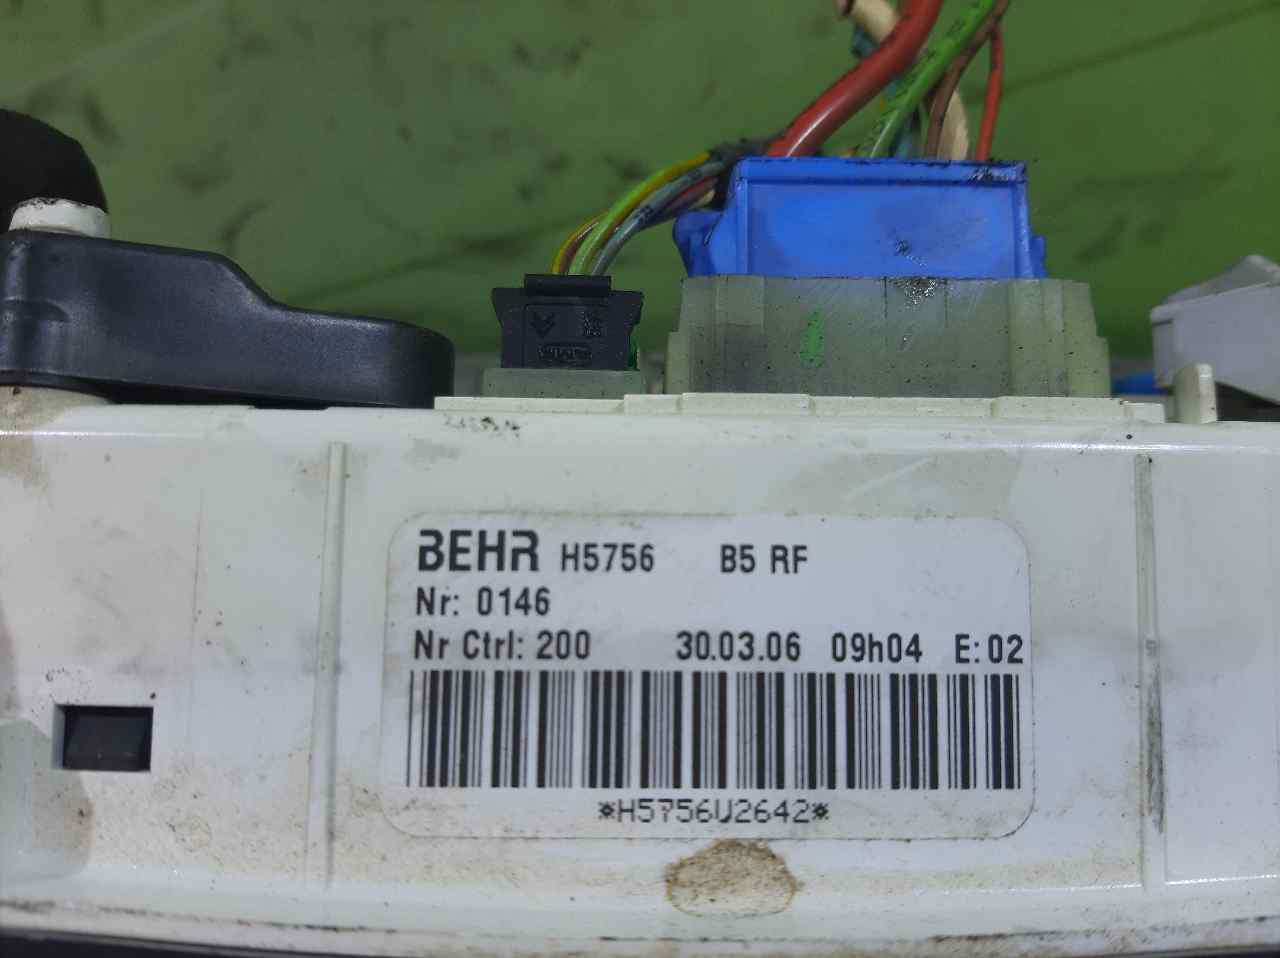 BEHR H5756 B5 RF
Nr: 0146
Nr Ctrl: 200 30.03.06 09h04 E: 02
*H5756U2642*